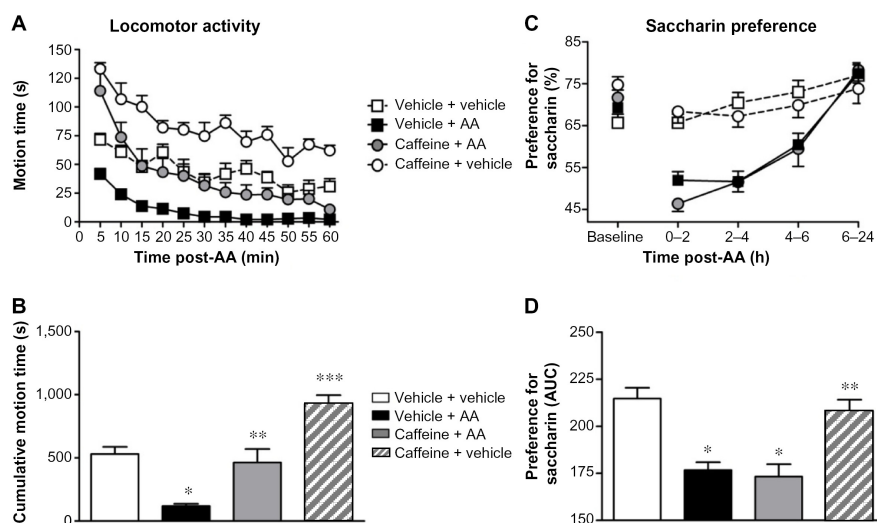 A Locomotor activity
Motion time (s)
150
125
100
75
50
25
0
0 5 10 15 20 25 30 35 40 45 50 55 60
Time post-AA (min)
Vehicle + vehicle
Vehicle + AA
Caffeine + AA
Caffeine + vehicle
C Saccharin preference
Preference for
saccharin (%)
85
75
65
55
45
Baseline 0–2 2–4 4–6 6–24
Time post-AA (h)
B
Cumulative motion time (s)
1,500
1,000
500
0
*
**
***
Vehicle + vehicle
Vehicle + AA
Caffeine + AA
Caffeine + vehicle
D
Preference for
saccharin (AUC)
250
225
200
175
150
*
*
**